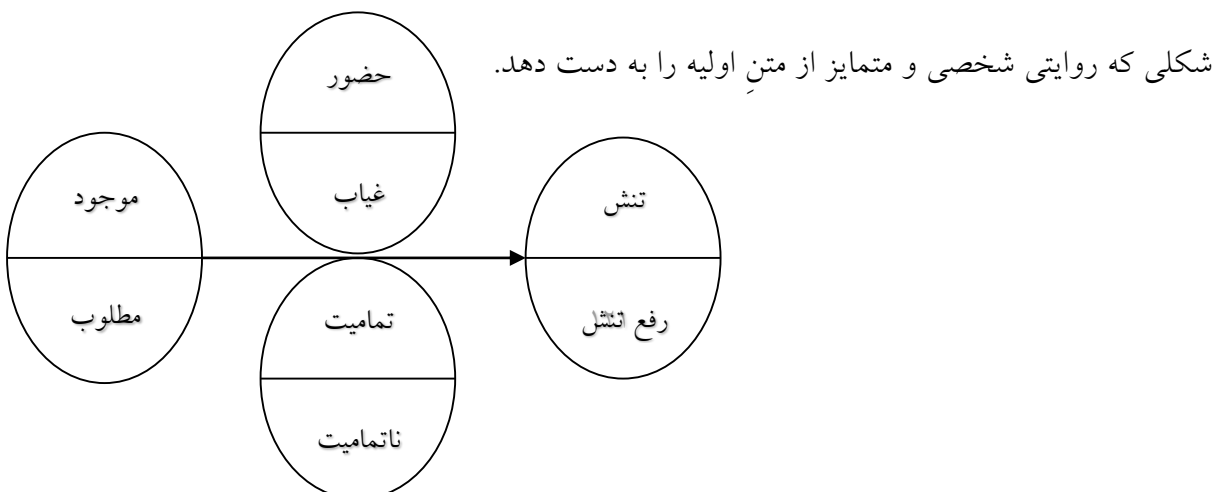 شکلی که روایتی شخصی و متمایز از متنِ اولیه را به دست دهد.
حضور
غیاب
تنش
رفع تنش
موجود
مطلوب
تمامیت
ناتمامیت